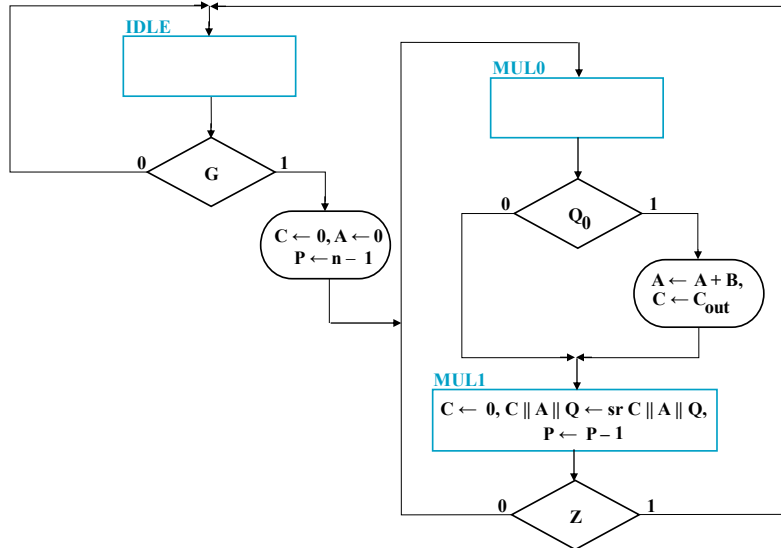 IDLE
MUL0
0
G
1
0
Q0
1
C ← 0, A ← 0
P ← n – 1
A ← A + B,
C ← Cout
MUL1
C ← 0, C || A || Q ← sr C || A || Q,
P ← P – 1
0
Z
1